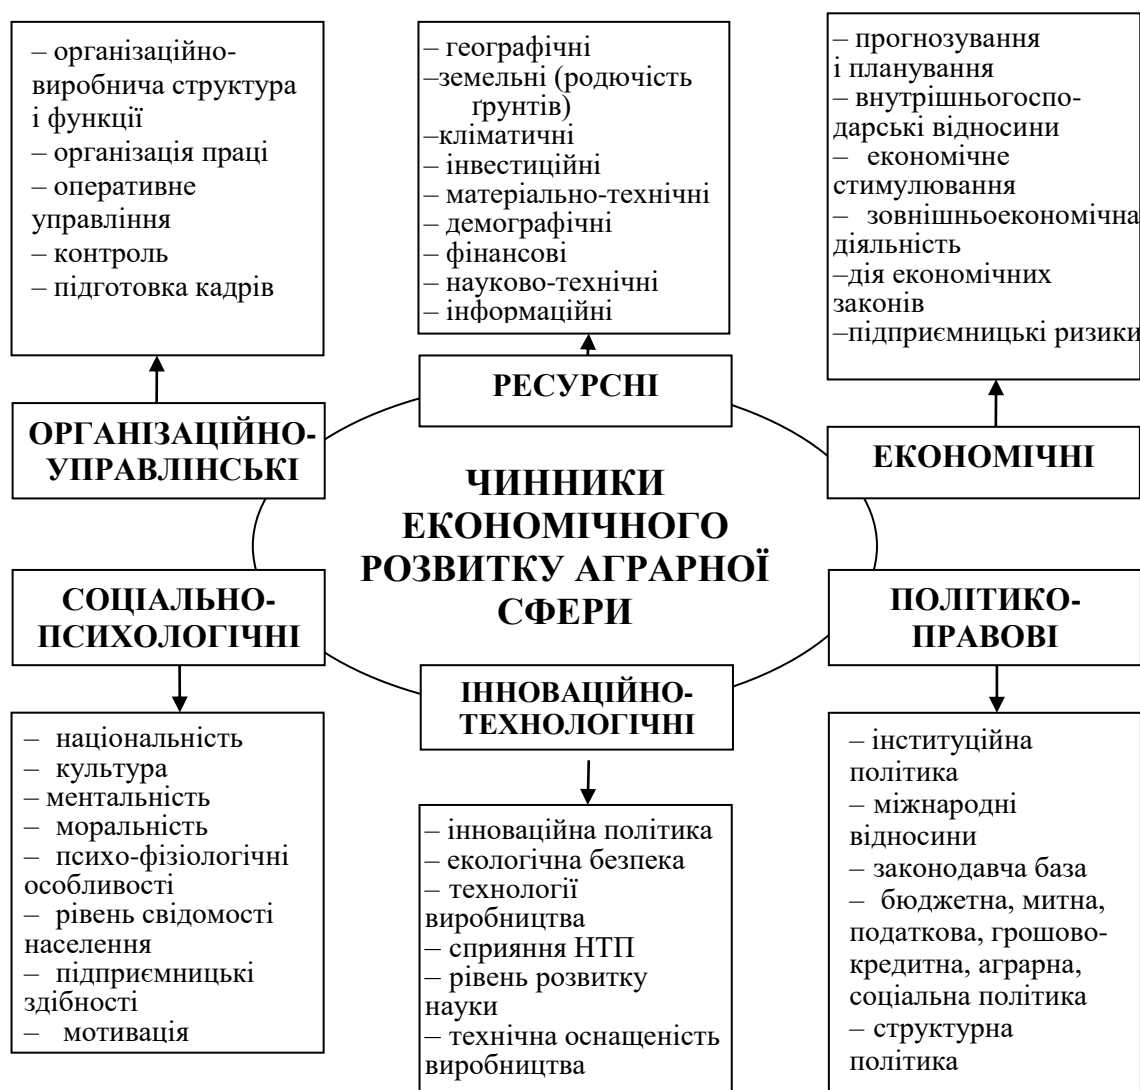 – організаційно-
виробнича структура
і функції
– організація праці
– оперативне
управління
– контроль
– підготовка кадрів
– географічні
–земельні (родючість
ґрунтів)
–кліматичні
– інвестиційні
– матеріально-технічні
– демографічні
– фінансові
– науково-технічні
– інформаційні
– прогнозування
і планування
– внутрішньогоспо-
дарські відносини
– економічне
стимулювання
– зовнішньоекономічна
діяльність
–дія економічних
законів
–підприємницькі ризики
ОРГАНІЗАЦІЙНО-
УПРАВЛІНСЬКІ
РЕСУРСНІ
ЕКОНОМІЧНІ
ЧИННИКИ
ЕКОНОМІЧНОГО
РОЗВИТКУ АГРАРНОЇ
СФЕРИ
СОЦІАЛЬНО-
ПСИХОЛОГІЧНІ
ІННОВАЦІЙНО-
ТЕХНОЛОГІЧНІ
ПОЛІТИКО-
ПРАВОВІ
– національність
– культура
– ментальність
– моральність
– психо-фізіологічні
особливості
– рівень свідомості
населення
– підприємницькі
здібності
– мотивація
– інноваційна політика
– екологічна безпека
– технології
виробництва
– сприяння НТП
– рівень розвитку
науки
– технічна оснащеність
виробництва
– інституційна
політика
– міжнародні
відносини
– законодавча база
– бюджетна, митна,
податкова, грошово-
кредитна, аграрна,
соціальна політика
– структурна
політика